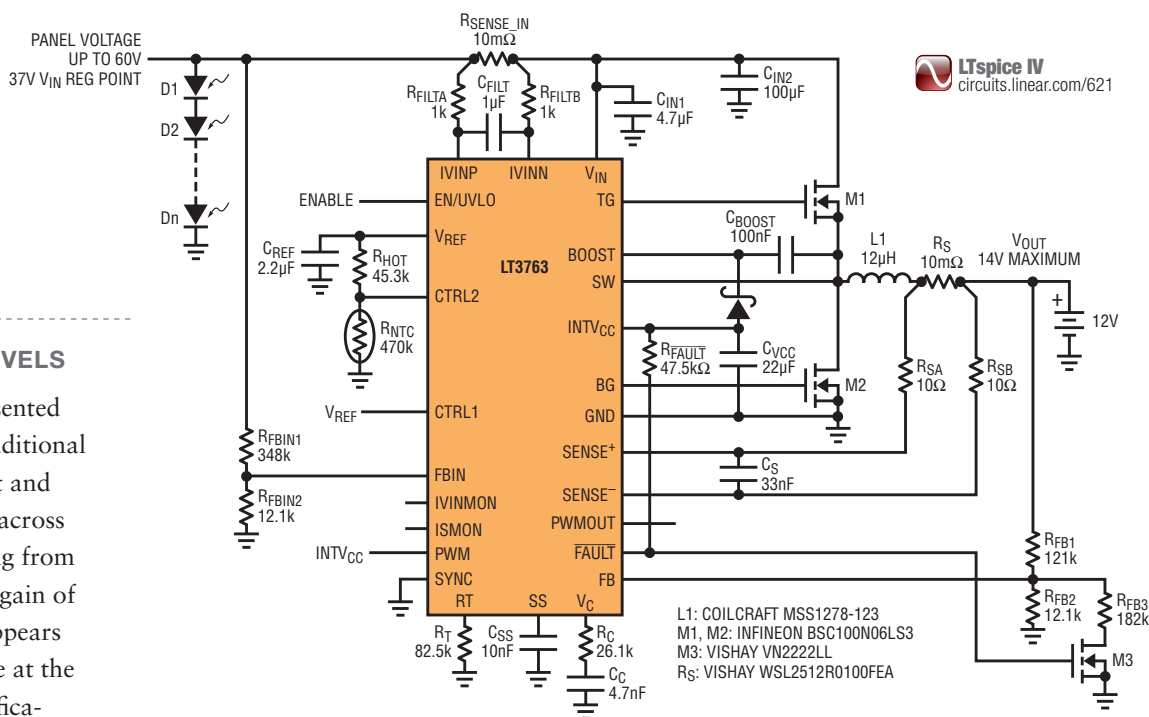 PANEL VOLTAGE
UP TO 60V
37V VIN REG POINT
D1
D2
Dn
RSENSE_IN
10mΩ
RFILTA
1k
CFILT
1µF
RFILTB
1k
CIN1
4.7µF
CIN2
100µF
LTspice IV
circuits.linear.com/621
IVINP
IVINN
VIN
ENABLE
EN/UVLO
TG
M1
VREF
CREF
2.2µF
RHOT
45.3k
LT3763
BOOST
CBOOST
100nF
SW
L1
12µH
RS
10mΩ
VOUT
14V MAXIMUM
+
12V
CTRL2
RNTC
470k
INTVCC
RFAULT
47.5kΩ
CVCC
22µF
BG
M2
GND
RSA
10Ω
RSB
10Ω
VREF
CTRL1
RFBIN1
348k
SENSE+
CS
33nF
SENSE–
FBIN
RFBIN2
12.1k
IVINMON
ISMON
PWMOUT
INTVCC
PWM
FAULT
SYNC
FB
RFB1
121k
RFB2
12.1k
RFB3
182k
M3
RT
SS
VC
RT
82.5k
CSS
10nF
RC
26.1k
CC
4.7nF
L1: COILCRAFT MSS1278-123
M1, M2: INFINEON BSC100N06LS3
M3: VISHAY VN2222LL
RS: VISHAY WSL2512R0100FEA
VELS
sented
ditional
t and
across
ng from
gain of
ppears
e at the
fica-